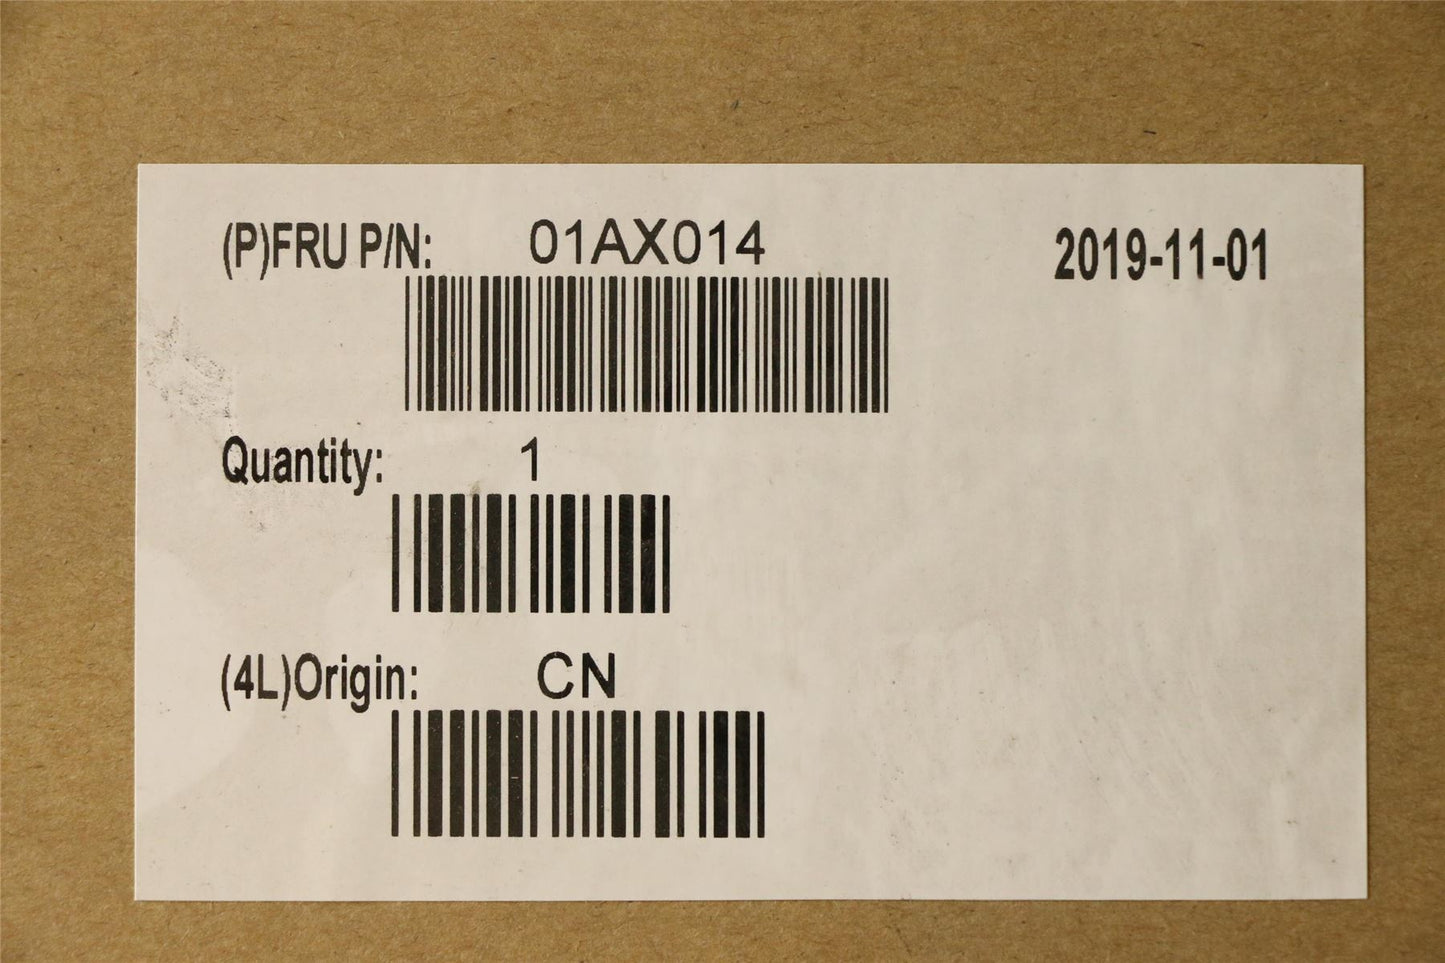 (P)FRU P/N: 01AX014 2019-11-01
Quantity: 1
(4L)Origin: CN